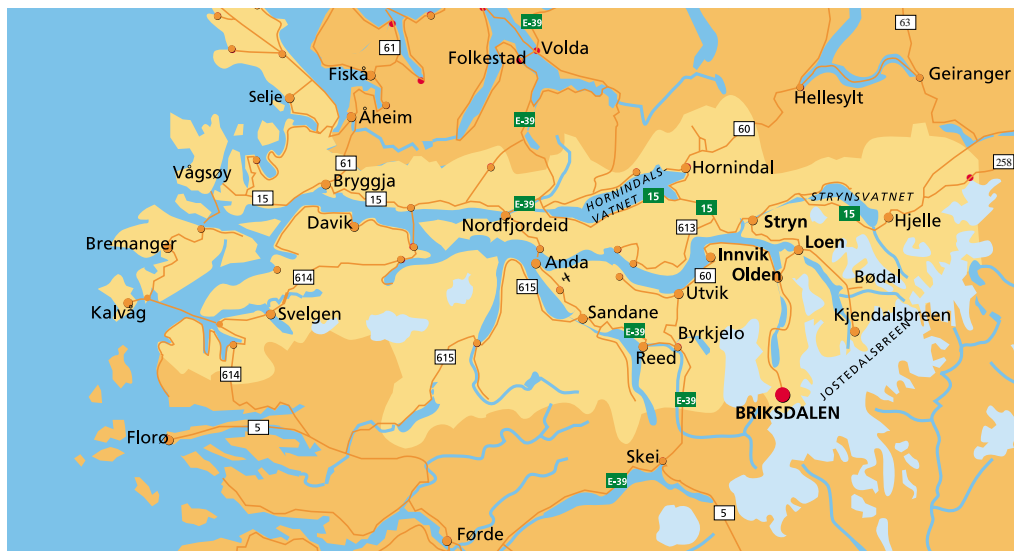 E-39
63
61
Folkestad
Volda
Fiskå
Geiranger
Selje
Hellesylt
Åheim
E-39
60
61
258
Vågsøy
Hornindal
Bryggja
HORNINDALS-
VATNET
STRYNSVATNET
15
15
15
E-39
15
15
Davik
Nordfjordeid
613
Stryn
Hjelle
Bremanger
Loen
Anda
Innvik
614
615
60
Olden
Bødal
Kalvåg
Svelgen
Utvik
Sandane
Kjendalsbreen
E-39
Byrkjelo
615
Reed
JOSTEDALSBREEN
614
E-39
BRIKSDALEN
5
Florø
Skei
E-39
5
Førde